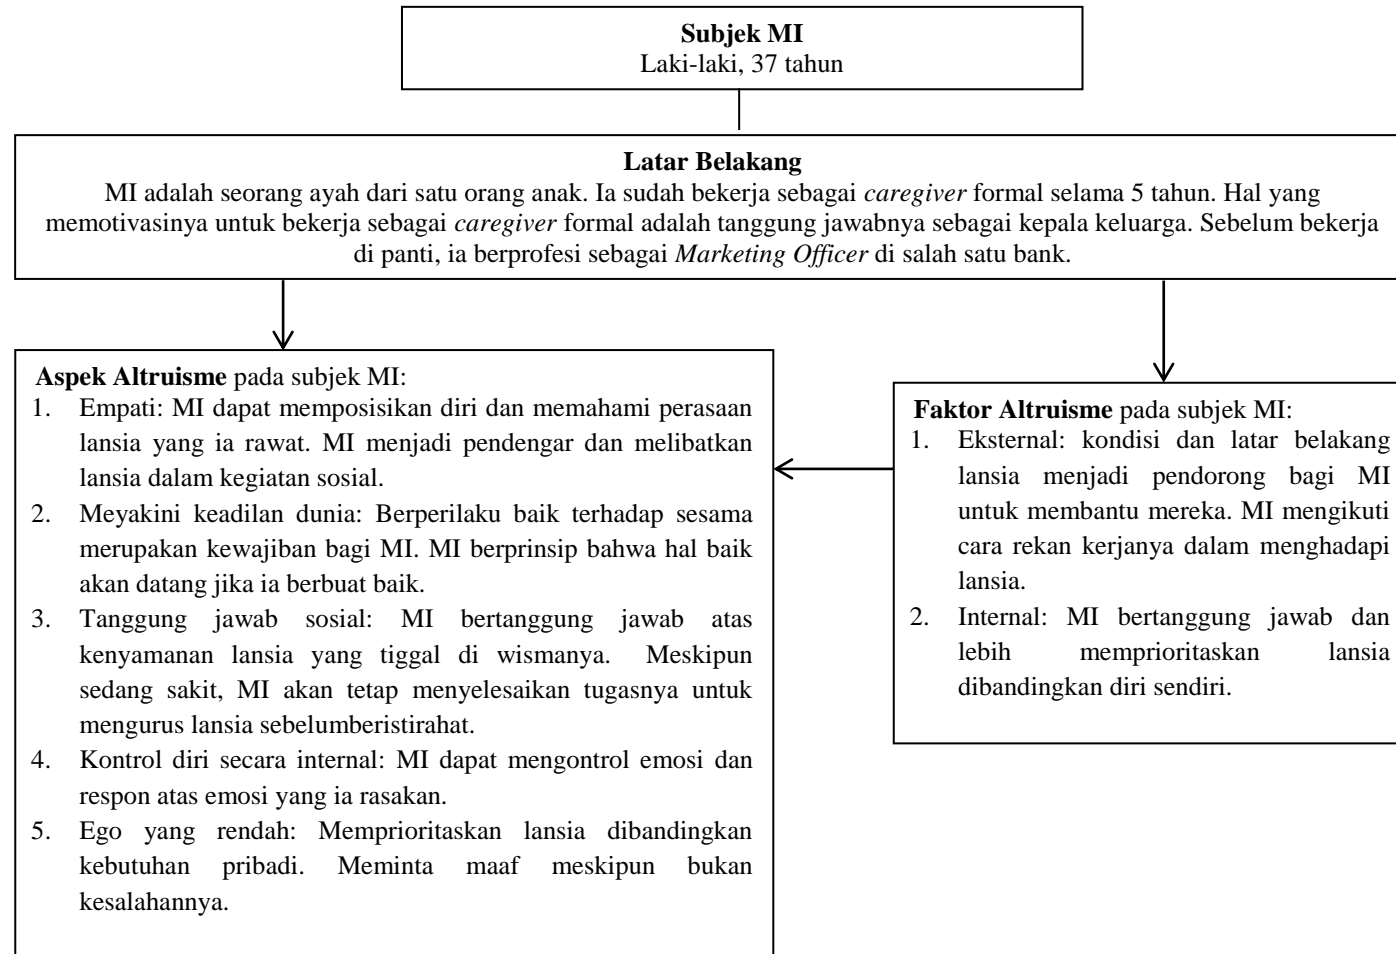 Subjek MI
Laki-laki, 37 tahun
Latar Belakang
MI adalah seorang ayah dari satu orang anak. Ia sudah bekerja sebagai caregiver formal selama 5 tahun. Hal yang
memotivasinya untuk bekerja sebagai caregiver formal adalah tanggung jawabnya sebagai kepala keluarga. Sebelum bekerja
di panti, ia berprofesi sebagai Marketing Officer di salah satu bank.
Aspek Altruisme pada subjek MI:
1. Empati: MI dapat memposisikan diri dan memahami perasaan
lansia yang ia rawat. MI menjadi pendengar dan melibatkan
lansia dalam kegiatan sosial.
2. Meyakini keadilan dunia: Berperilaku baik terhadap sesama
merupakan kewajiban bagi MI. MI berprinsip bahwa hal baik
akan datang jika ia berbuat baik.
3. Tanggung jawab sosial: MI bertanggung jawab atas
kenyamanan lansia yang tiggal di wismanya. Meskipun
sedang sakit, MI akan tetap menyelesaikan tugasnya untuk
mengurus lansia sebelumberistirahat.
4. Kontrol diri secara internal: MI dapat mengontrol emosi dan
respon atas emosi yang ia rasakan.
5. Ego yang rendah: Memprioritaskan lansia dibandingkan
kebutuhan pribadi. Meminta maaf meskipun bukan
kesalahannya.
Faktor Altruisme pada subjek MI:
1. Eksternal: kondisi dan latar belakang
lansia menjadi pendorong bagi MI
untuk membantu mereka. MI mengikuti
cara rekan kerjanya dalam menghadapi
lansia.
2. Internal: MI bertanggung jawab dan
lebih memprioritaskan lansia
dibandingkan diri sendiri.